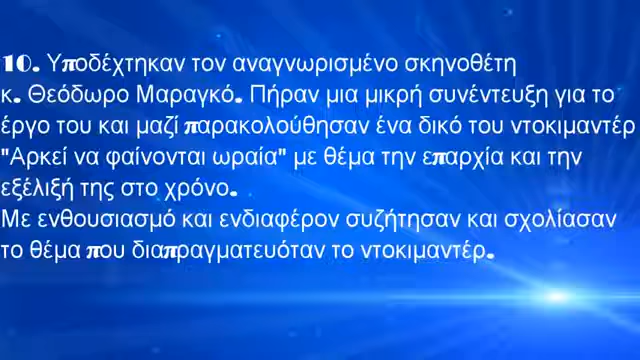 10. Υποδέχτηκαν τον αναγνωρισμένο σκηνοθέτη
κ. Θεόδωρο Μαραγκό. Πήραν μια μικρή συνέντευξη για το
έργο του και μαζί παρακολούθησαν ένα δικό του ντοκιμαντέρ
"Αρκεί να φαίνονται ωραία" με θέμα την επαρχία και την
εξέλιξή της στο χρόνο.
Με ενθουσιασμό και ενδιαφέρον συζήτησαν και σχολίασαν
το θέμα που διαπραγματευόταν το ντοκιμαντέρ.